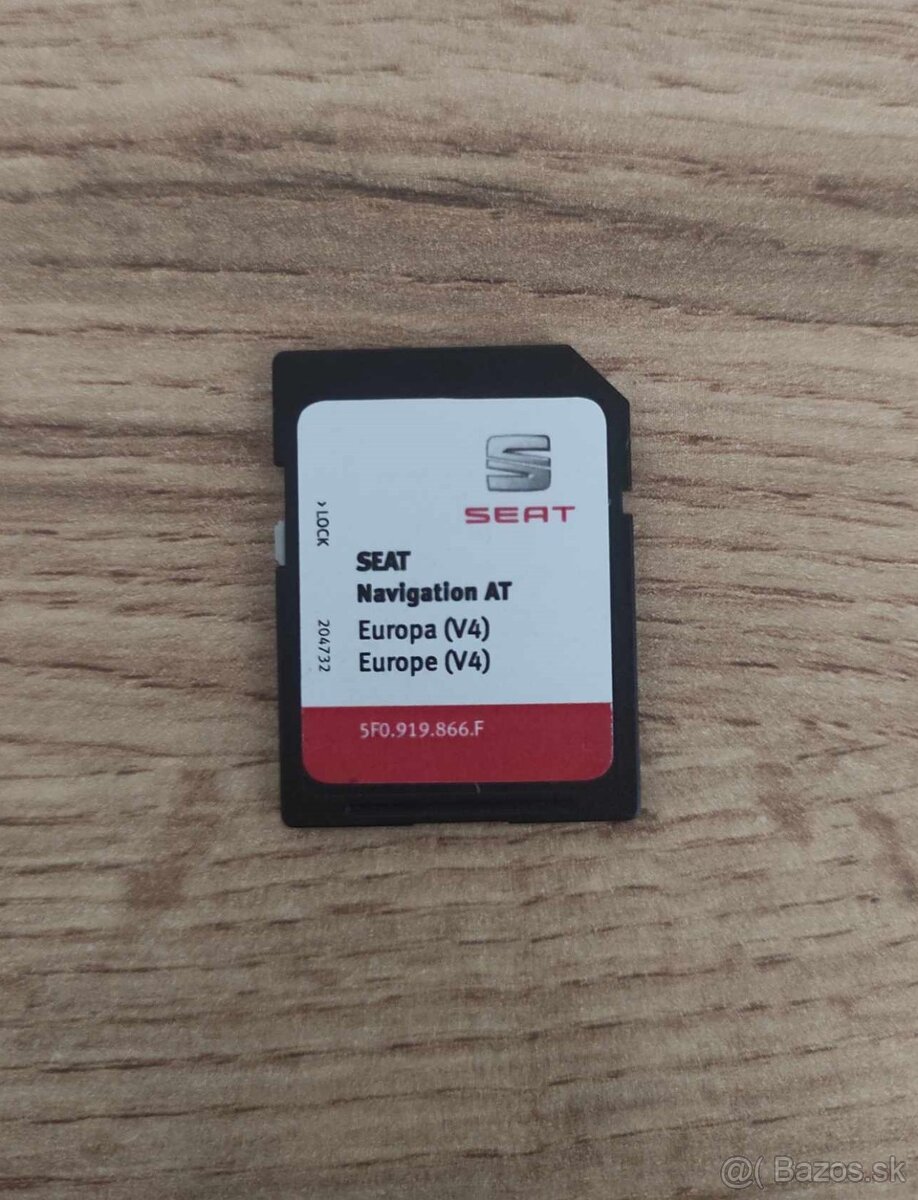 SEAT
> LOCK
SEAT
Navigation AT
Europa (V4)
Europe (V4)
204732
5F0.919.866.F
@( Bazos.sk